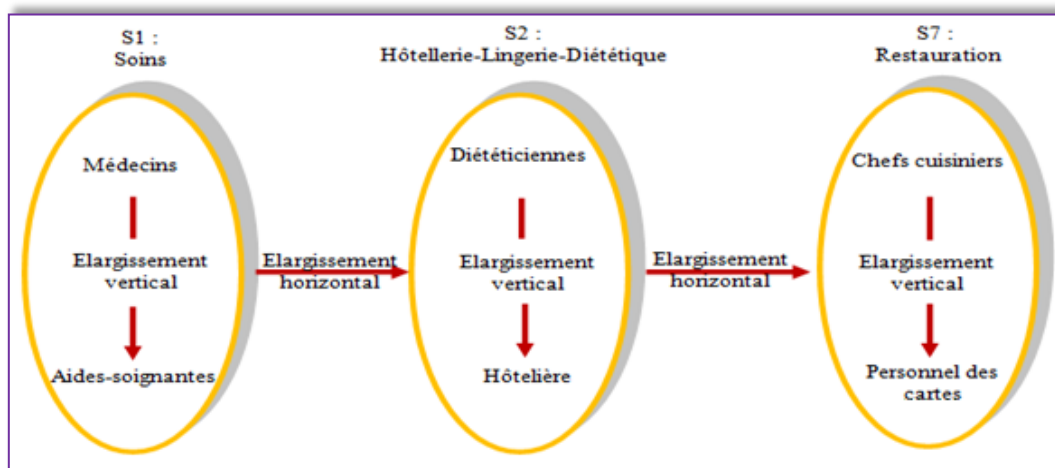 S1 :
Soins
S2 :
Hôtellerie-Lingerie-Diététique
S7 :
Restauration
Médecins
Elargissement
vertical
Aides-soignantes
Elargissement
horizontal
Diététiciennes
Elargissement
vertical
Hôtelière
Elargissement
horizontal
Chefs cuisiniers
Elargissement
vertical
Personnel des
cartes